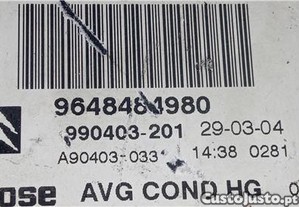 9648484980
990403-201 29-03-04
A90403-033 14:38 0281
ose AVG COND HG
CustoJusto.pt